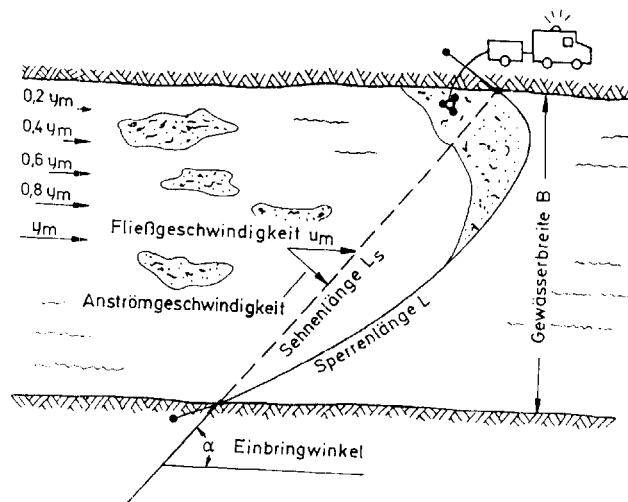 0,2 um
0,4 um
0,6 um
0,8 um
um
Fließgeschwindigkeit um
Anströmgeschwindigkeit
Sehnenlänge Ls
Sperrenlänge L
Gewässerbreite B
α Einbringwinkel